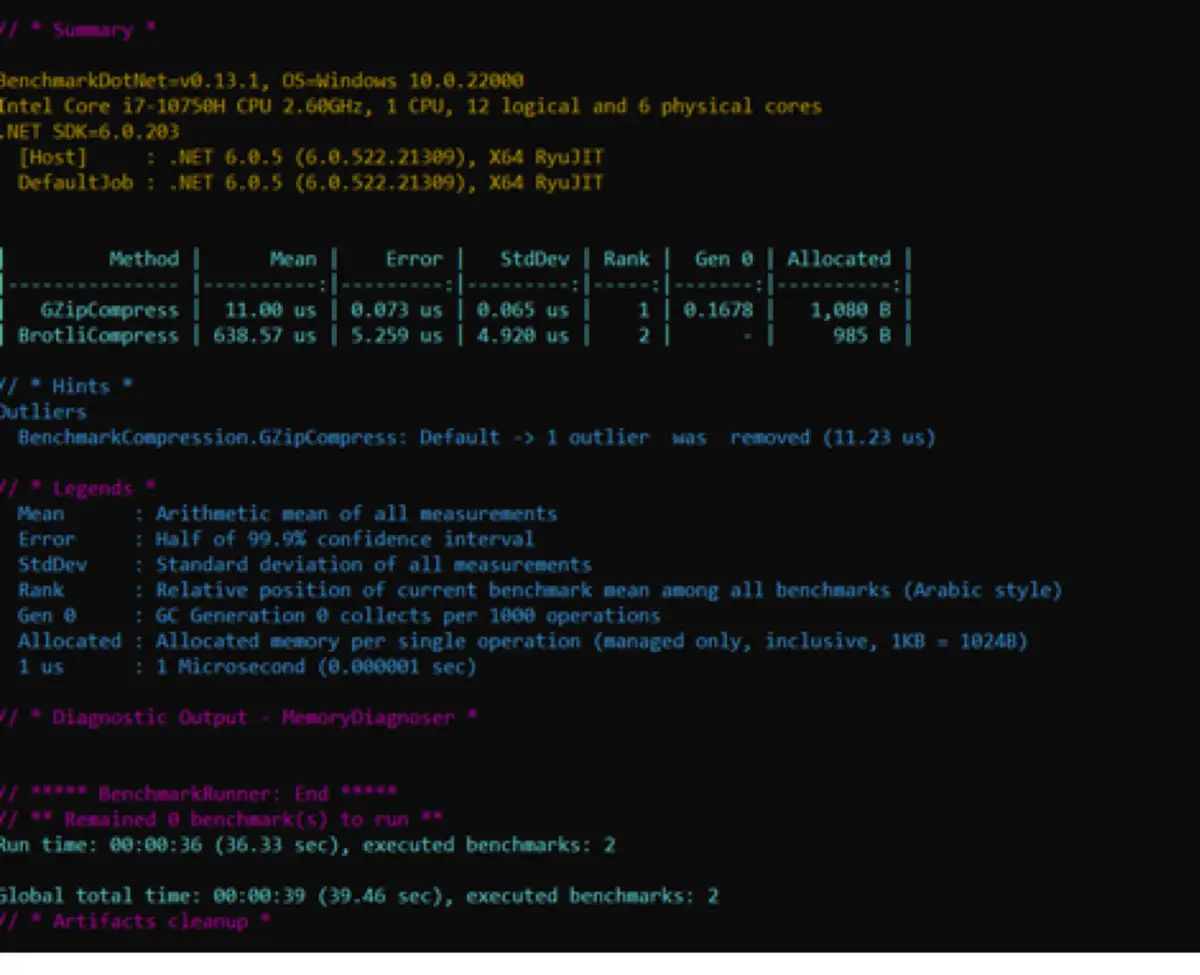 // * Summary *
BenchmarkDotNet=v0.13.1, OS=Windows 10.0.22000
Intel Core i7-10750H CPU 2.60GHz, 1 CPU, 12 logical and 6 physical cores
.NET SDK=6.0.203
[Host]     : .NET 6.0.5 (6.0.522.21309), X64 RyuJIT
DefaultJob : .NET 6.0.5 (6.0.522.21309), X64 RyuJIT
|         Method |      Mean |    Error |   StdDev | Rank |  Gen 0 | Allocated |
|--------------- |----------:|---------:|---------:|-----:|-------:|----------:|
|   GZipCompress |  11.00 us | 0.073 us | 0.065 us |    1 | 0.1678 |   1,080 B |
| BrotliCompress | 638.57 us | 5.259 us | 4.920 us |    2 |      - |     985 B |
// * Hints *
Outliers
BenchmarkCompression.GZipCompress: Default -> 1 outlier  was  removed (11.23 us)
// * Legends *
Mean      : Arithmetic mean of all measurements
Error     : Half of 99.9% confidence interval
StdDev    : Standard deviation of all measurements
Rank      : Relative position of current benchmark mean among all benchmarks (Arabic style)
Gen 0     : GC Generation 0 collects per 1000 operations
Allocated : Allocated memory per single operation (managed only, inclusive, 1KB = 1024B)
1 us      : 1 Microsecond (0.000001 sec)
// * Diagnostic Output - MemoryDiagnoser *
// ***** BenchmarkRunner: End *****
// ** Remained 0 benchmark(s) to run **
Run time: 00:00:36 (36.33 sec), executed benchmarks: 2
Global total time: 00:00:39 (39.46 sec), executed benchmarks: 2
// * Artifacts cleanup *